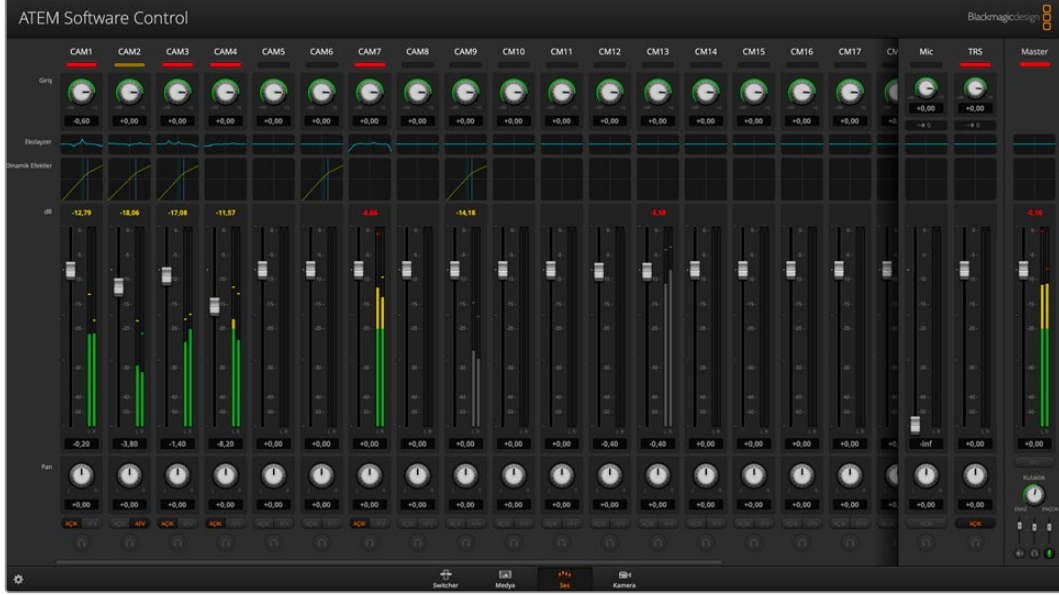 ATEM Software Control
Blackmagicdesign
CAM1 CAM2 CAM3 CAM4 CAM5 CAM6 CAM7 CAM8 CAM9 CM10 CM11 CM12 CM13 CM14 CM15 CM16 CM17 CM Mic TRS Master
Giriş
-0,60 +0,00 +0,00 +0,00 +0,00 +0,00 +0,00 +0,00 +0,00 +0,00 +0,00 +0,00 +0,00 +0,00 +0,00 +0,00 +0,00 +0, +0,00 +0,00
Ekolayzer
Dinamik Efektler
dB -12,79 -18,06 -17,08 -11,57 -14,18
-0,20 -3,80 -1,40 -8,20 +0,00 +0,00 +0,00 +0,00 +0,00 +0,00 +0,00 -0,40 -0,40 +0,00 +0,00 +0,00 +0,00 +0, -inf +0,00 +0,00
Pan
+0,00 +0,00 +0,00 +0,00 +0,00 +0,00 +0,00 +0,00 +0,00 +0,00 +0,00 +0,00 +0,00 +0,00 +0,00 +0,00 +0,00 +0, +0,00 +0,00
Kulaklık
AÇIK AFV AÇIK AÇIK AÇIK AÇIK
Switcher Medya Ses Kamera